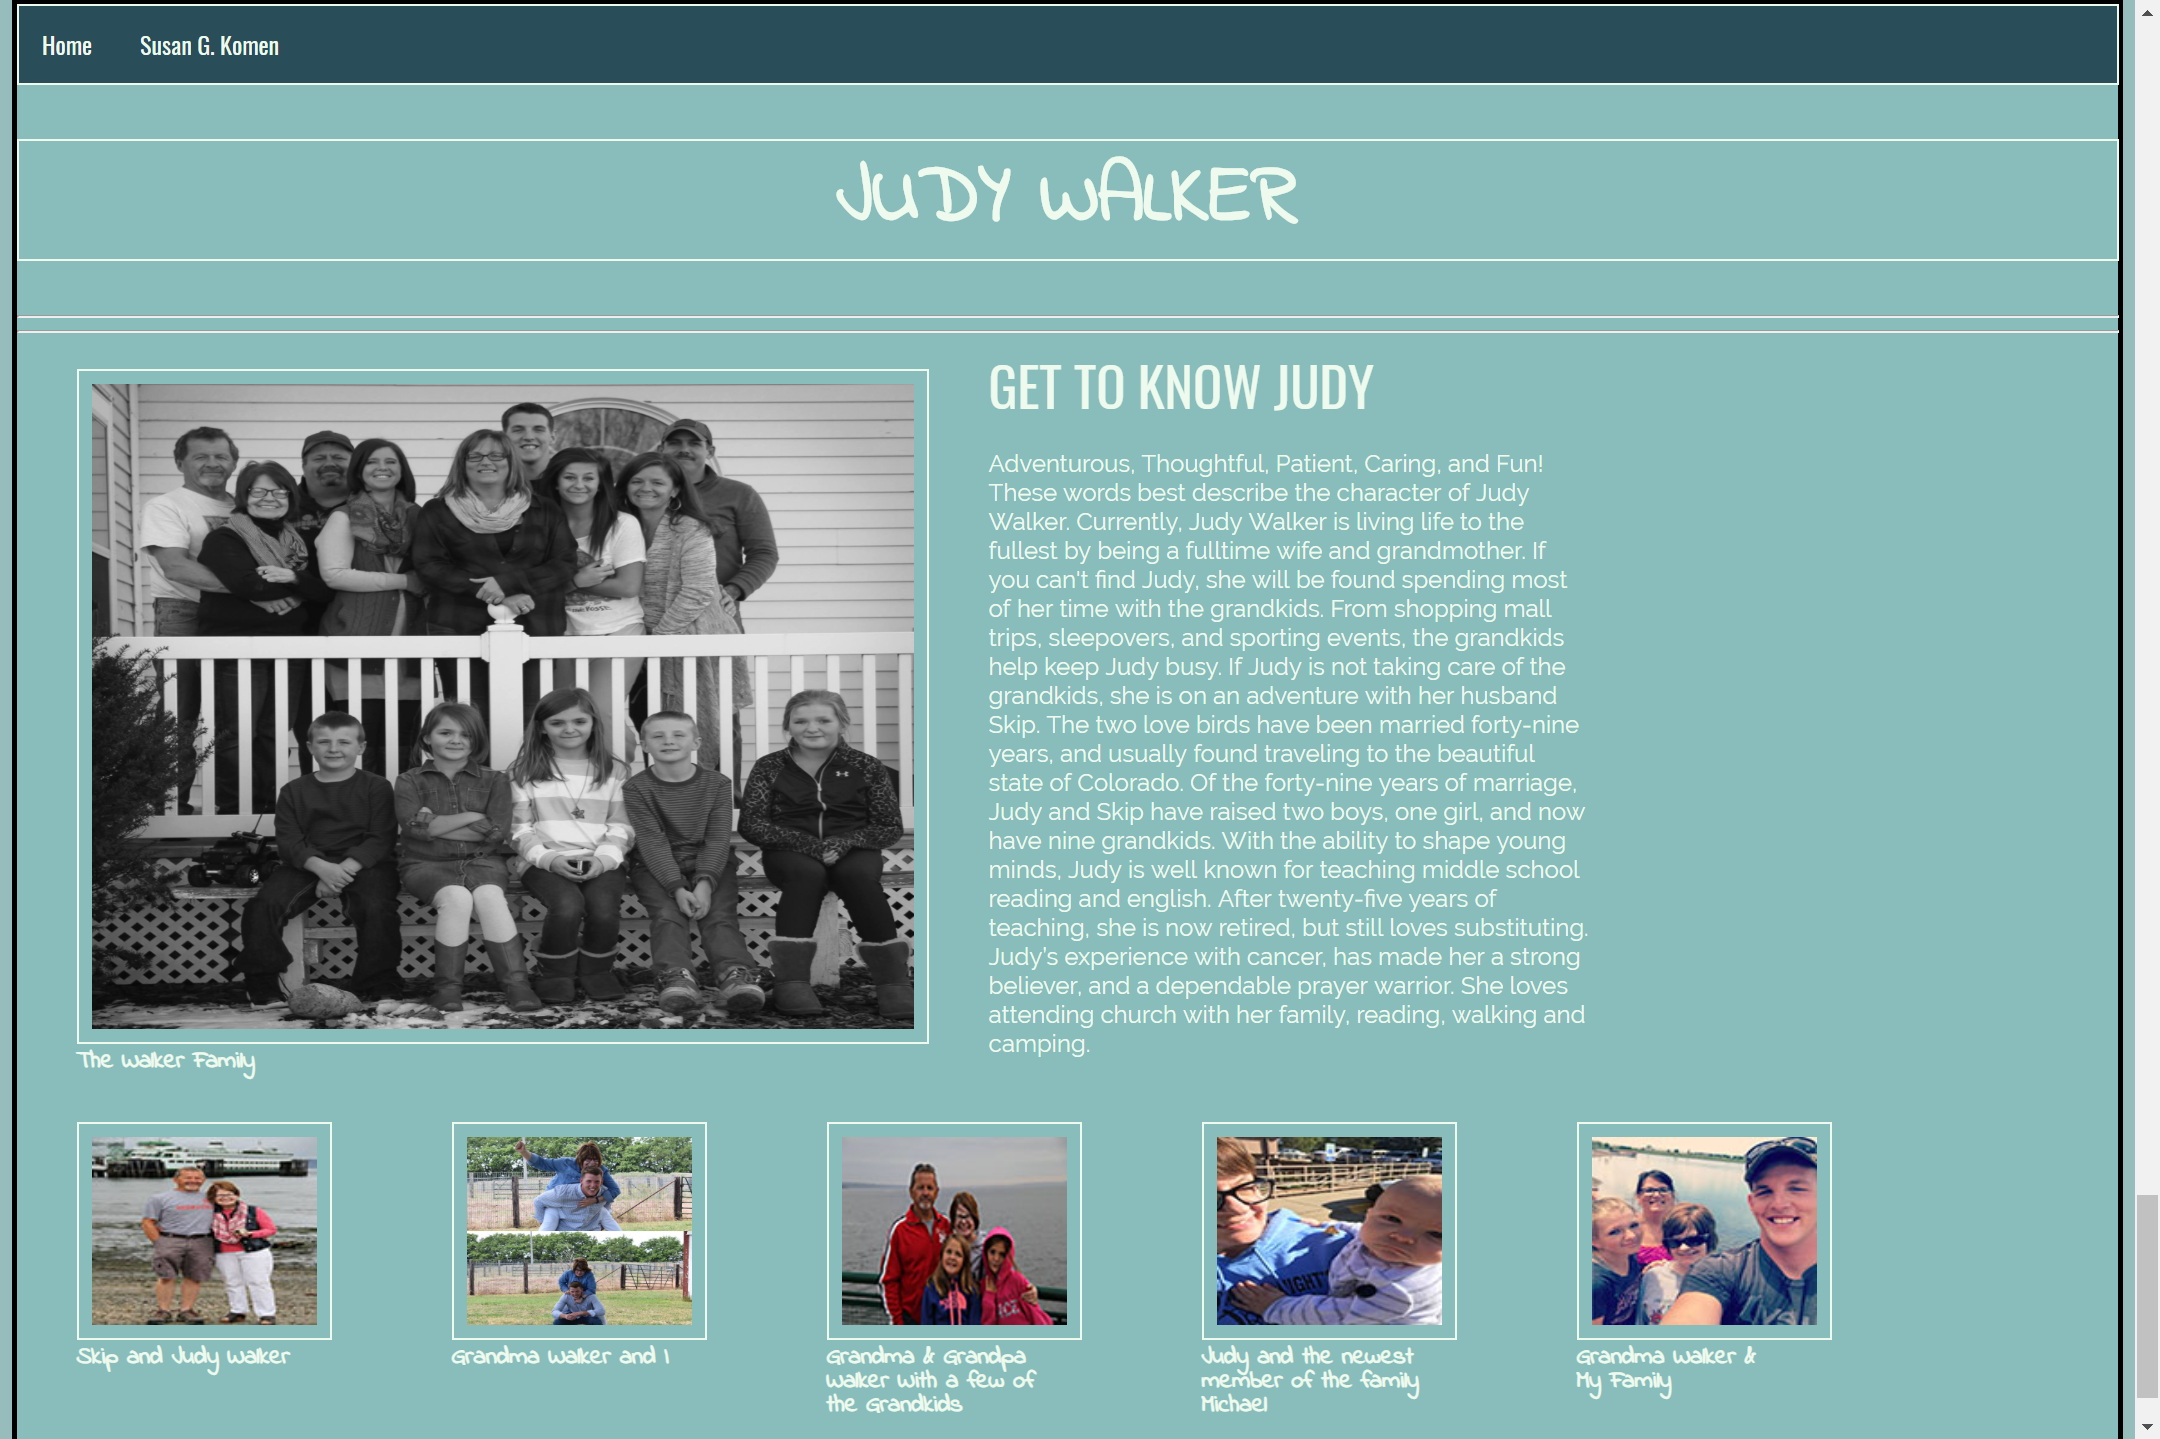 Home Susan G. Komen
JUDY WALKER
GET TO KNOW JUDY
Adventurous, Thoughtful, Patient, Caring, and Fun!
These words best describe the character of Judy
Walker. Currently, Judy Walker is living life to the
fullest by being a fulltime wife and grandmother. If
you can't find Judy, she will be found spending most
of her time with the grandkids. From shopping mall
trips, sleepovers, and sporting events, the grandkids
help keep Judy busy. If Judy is not taking care of the
grandkids, she is on an adventure with her husband
Skip. The two love birds have been married forty-nine
years, and usually found traveling to the beautiful
state of Colorado. Of the forty-nine years of marriage,
Judy and Skip have raised two boys, one girl, and now
have nine grandkids. With the ability to shape young
minds, Judy is well known for teaching middle school
reading and english. After twenty-five years of
teaching, she is now retired, but still loves substituting.
Judy's experience with cancer, has made her a strong
believer, and a dependable prayer warrior. She loves
attending church with her family, reading, walking and
camping.
The Walker Family
Skip and Judy Walker
Grandma Walker and I
Grandma & Grandpa
Walker with a few of
the Grandkids
Judy and the newest
member of the family
Michael
Grandma Walker &
My Family